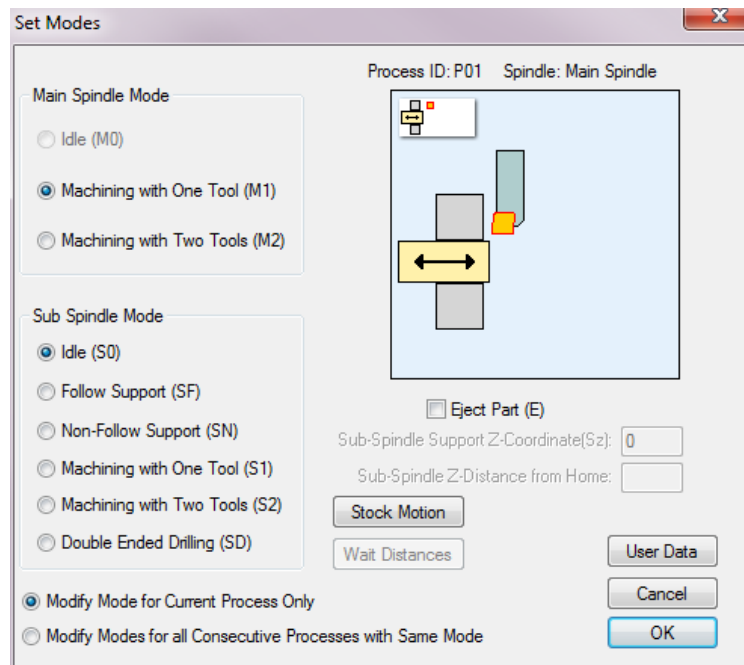 Set Modes
Process ID: P01 Spindle: Main Spindle
Main Spindle Mode
Idle (M0)
Machining with One Tool (M1)
Machining with Two Tools (M2)
Sub Spindle Mode
Idle (S0)
Follow Support (SF)
Non-Follow Support (SN)
Machining with One Tool (S1)
Machining with Two Tools (S2)
Double Ended Drilling (SD)
Eject Part (E)
Sub-Spindle Support Z-Coordinate(Sz): 0
Sub-Spindle Z-Distance from Home:
Stock Motion
Wait Distances
User Data
Cancel
OK
Modify Mode for Current Process Only
Modify Modes for all Consecutive Processes with Same Mode